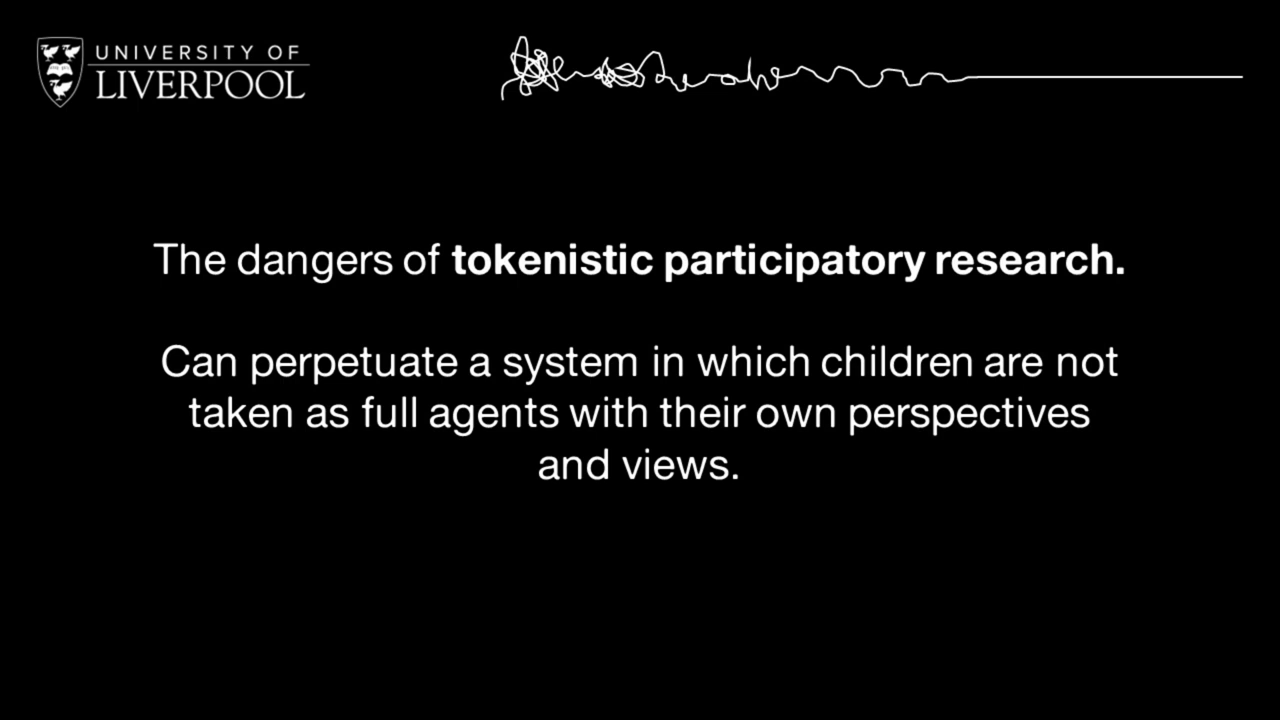 UNIVERSITY OF
LIVERPOOL
The dangers of tokenistic participatory research.
Can perpetuate a system in which children are not
taken as full agents with their own perspectives
and views.